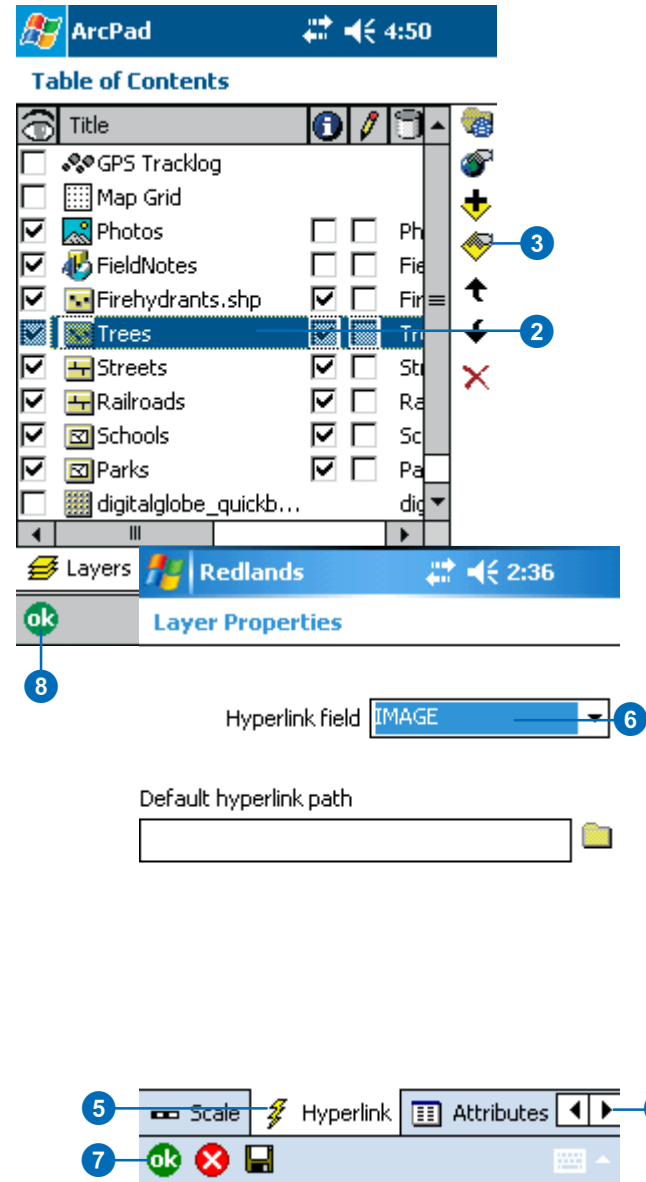 ArcPad 4:50
Table of Contents
Title
GPS Tracklog
Map Grid
Photos Ph
FieldNotes Fie
3
Firehydrants.shp Fir
Trees
2
Streets
Railroads Ra
Schools Sc
Parks Pa
digitalglobe_quickb... dig
Layers
Redlands 2:36
ok
Layer Properties
8
Hyperlink field IMAGE
6
Default hyperlink path
5
Scale Hyperlink Attributes
7
ok